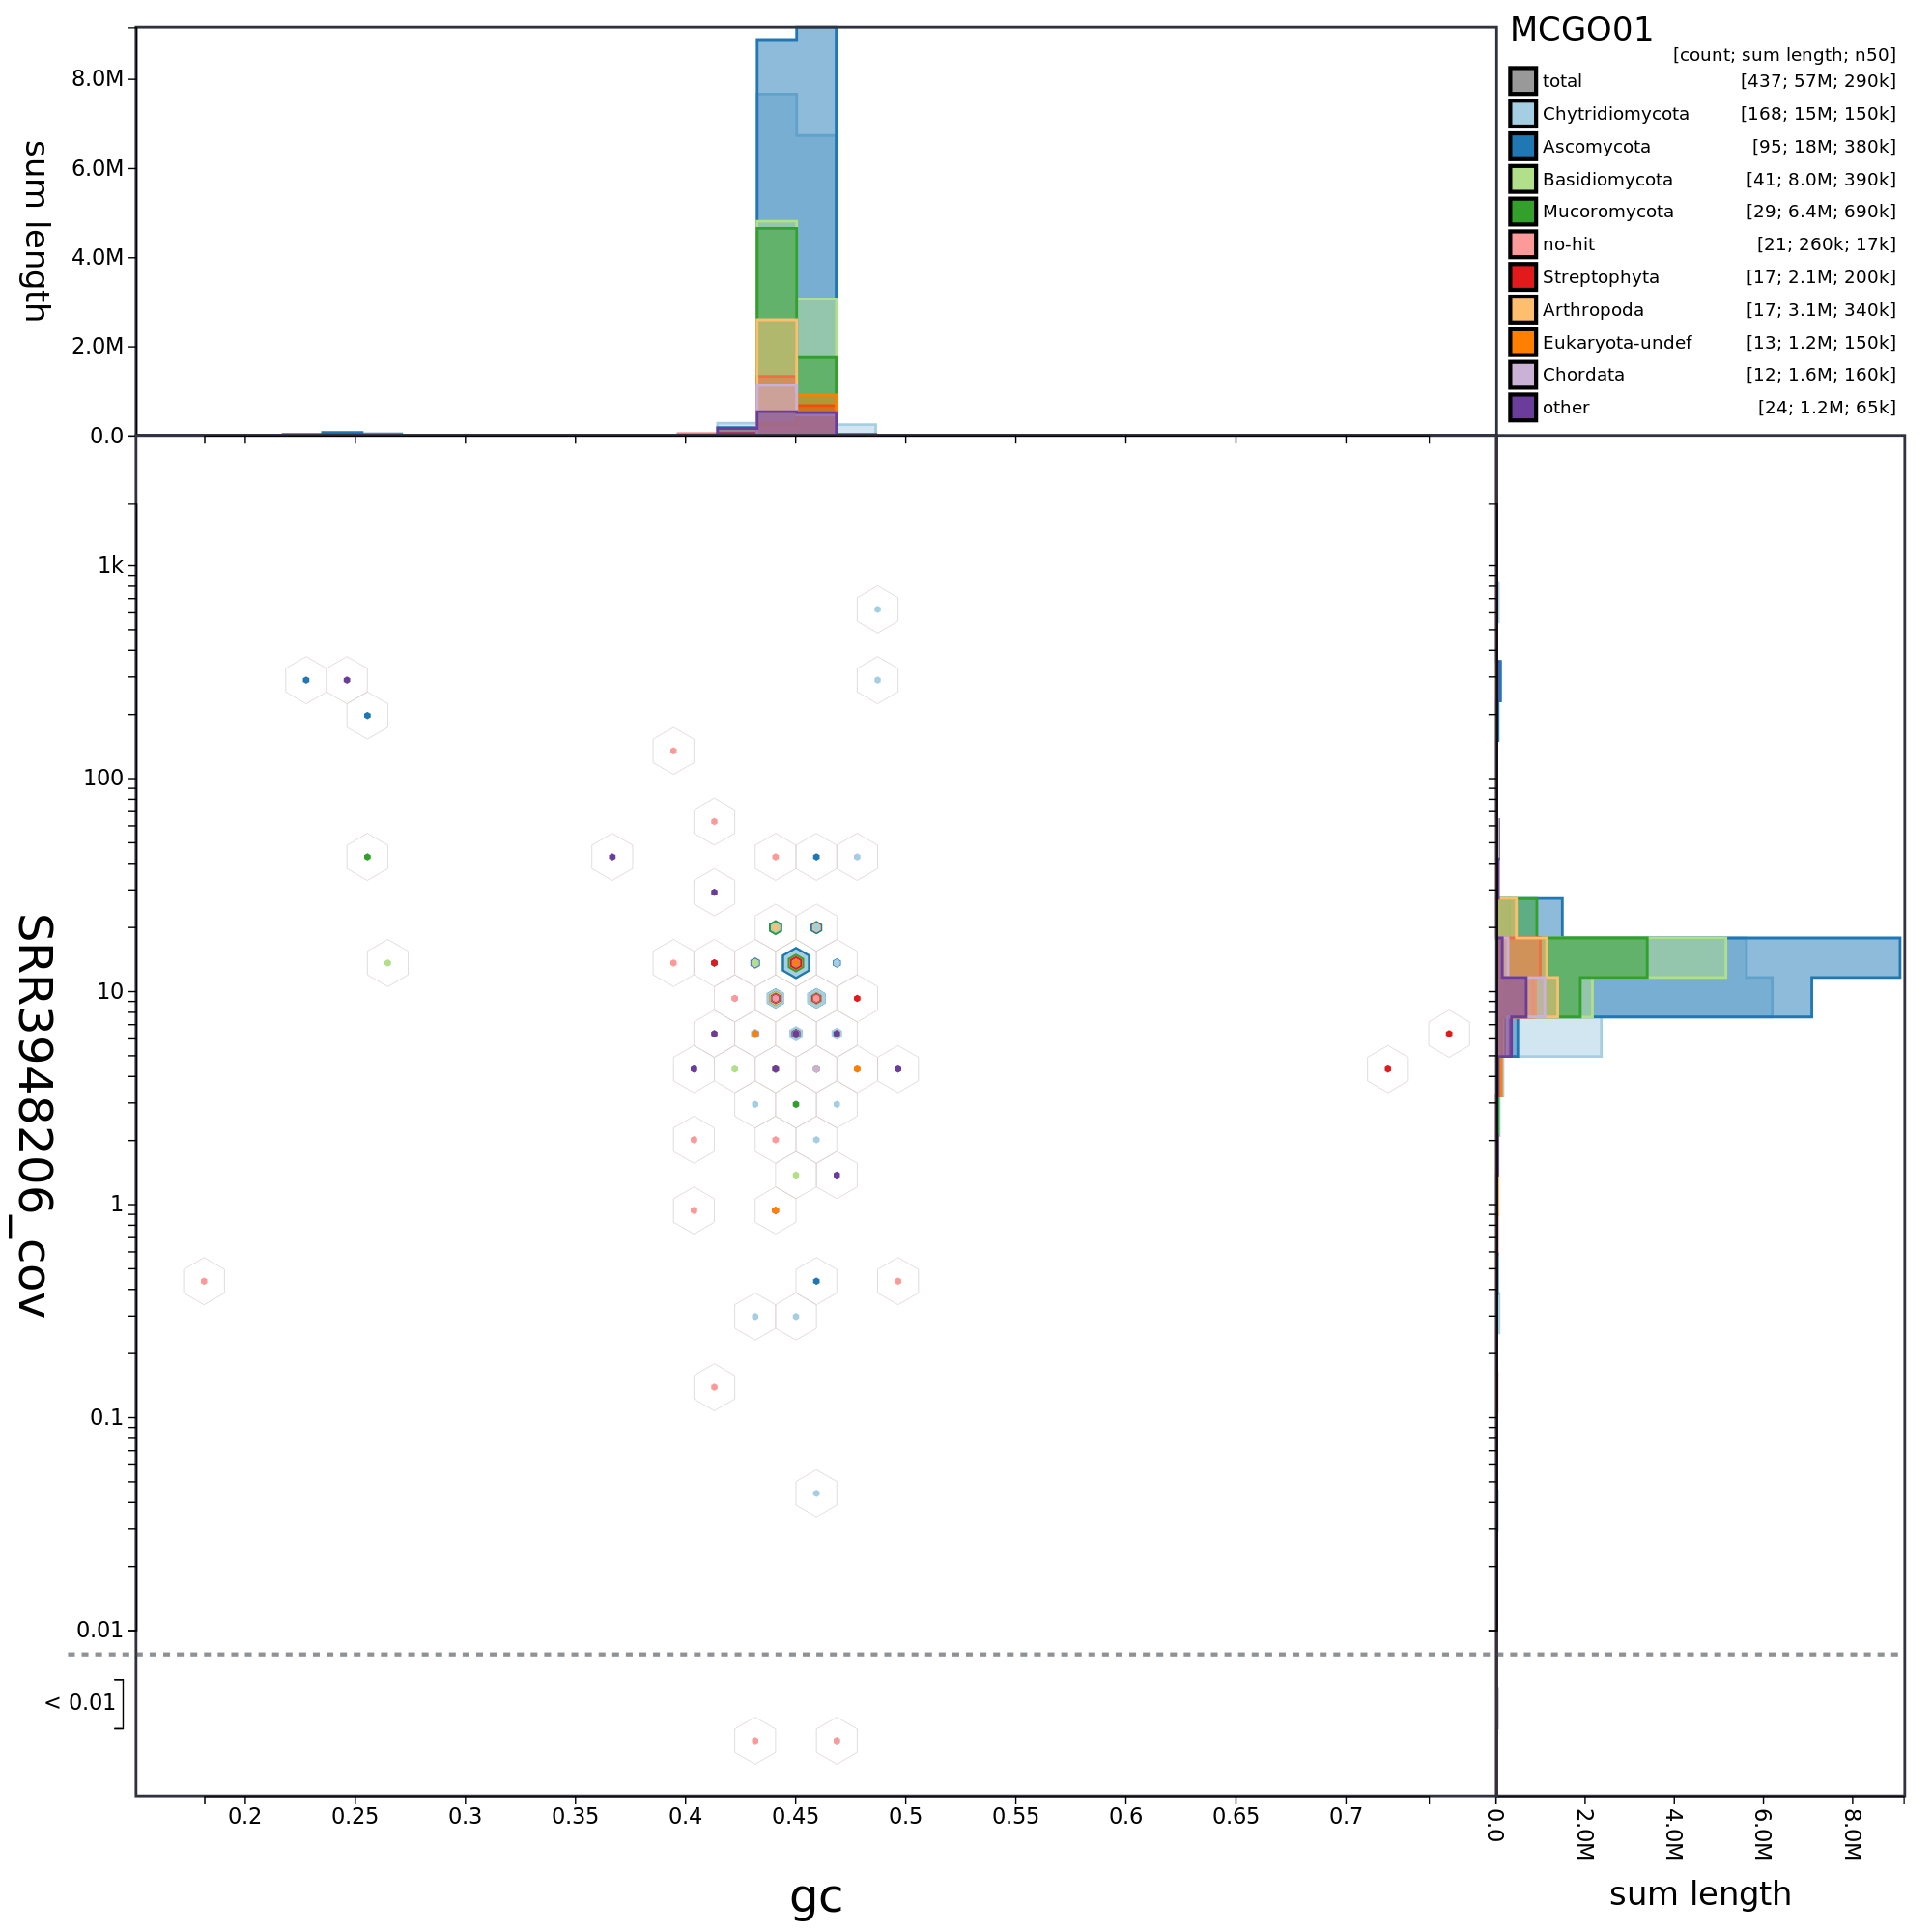 MCGO01
[count; sum length; n50]
total [437; 57M; 290k]
Chytridiomycota [168; 15M; 150k]
Ascomycota [95; 18M; 380k]
Basidiomycota [41; 8.0M; 390k]
Mucoromycota [29; 6.4M; 690k]
no-hit [21; 260k; 17k]
Streptophyta [17; 2.1M; 200k]
Arthropoda [17; 3.1M; 340k]
Eukaryota-undef [13; 1.2M; 150k]
Chordata [12; 1.6M; 160k]
other [24; 1.2M; 65k]
sum length
8.0M
6.0M
4.0M
2.0M
0.0
SRR3948206_cov
1k
100
10
1
0.1
0.01
< 0.01
0.2 0.25 0.3 0.35 0.4 0.45 0.5 0.55 0.6 0.65 0.7
gc
0.0 2.0M 4.0M 6.0M 8.0M
sum length